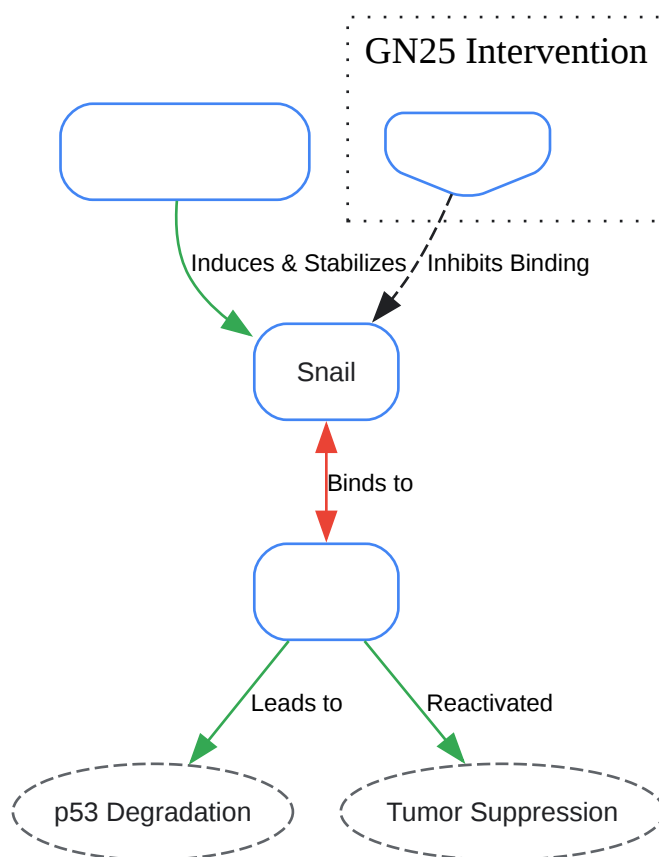 GN25 Intervention
Induces & Stabilizes
Inhibits Binding
Snail
Binds to
Leads to
Reactivated
p53 Degradation
Tumor Suppression